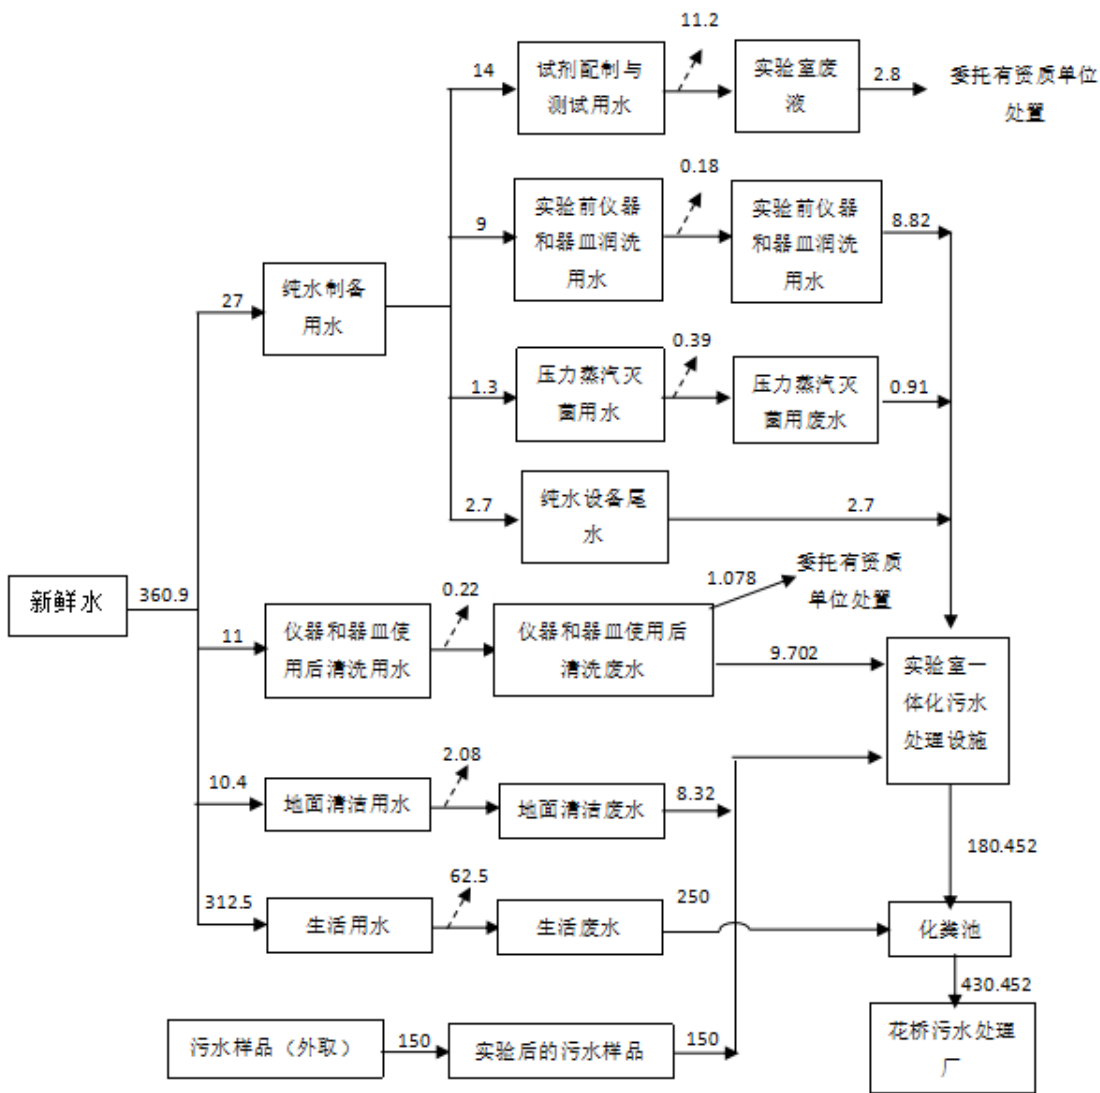 11.2
14
试剂配制与
测试用水
实验室废
液
2.8
委托有资质单位
处置
0.18
9
实验前仪器
和器皿润洗
用水
实验前仪器
和器皿润洗
用水
8.82
27
纯水制备
用水
0.39
1.3
压力蒸汽灭
菌用水
压力蒸汽灭
菌用废水
0.91
2.7
纯水设备尾
水
2.7
新鲜水
360.9
11
仪器和器皿使
用后清洗用水
0.22
仪器和器皿使用后
清洗废水
1.078
委托有资质
单位处置
9.702
实验室一
体化污水
处理设施
10.4
地面清洁用水
2.08
地面清洁废水
8.32
180.452
312.5
生活用水
62.5
生活废水
250
化粪池
430.452
污水样品（外取）
150
实验后的污水样品
150
花桥污水处理
厂